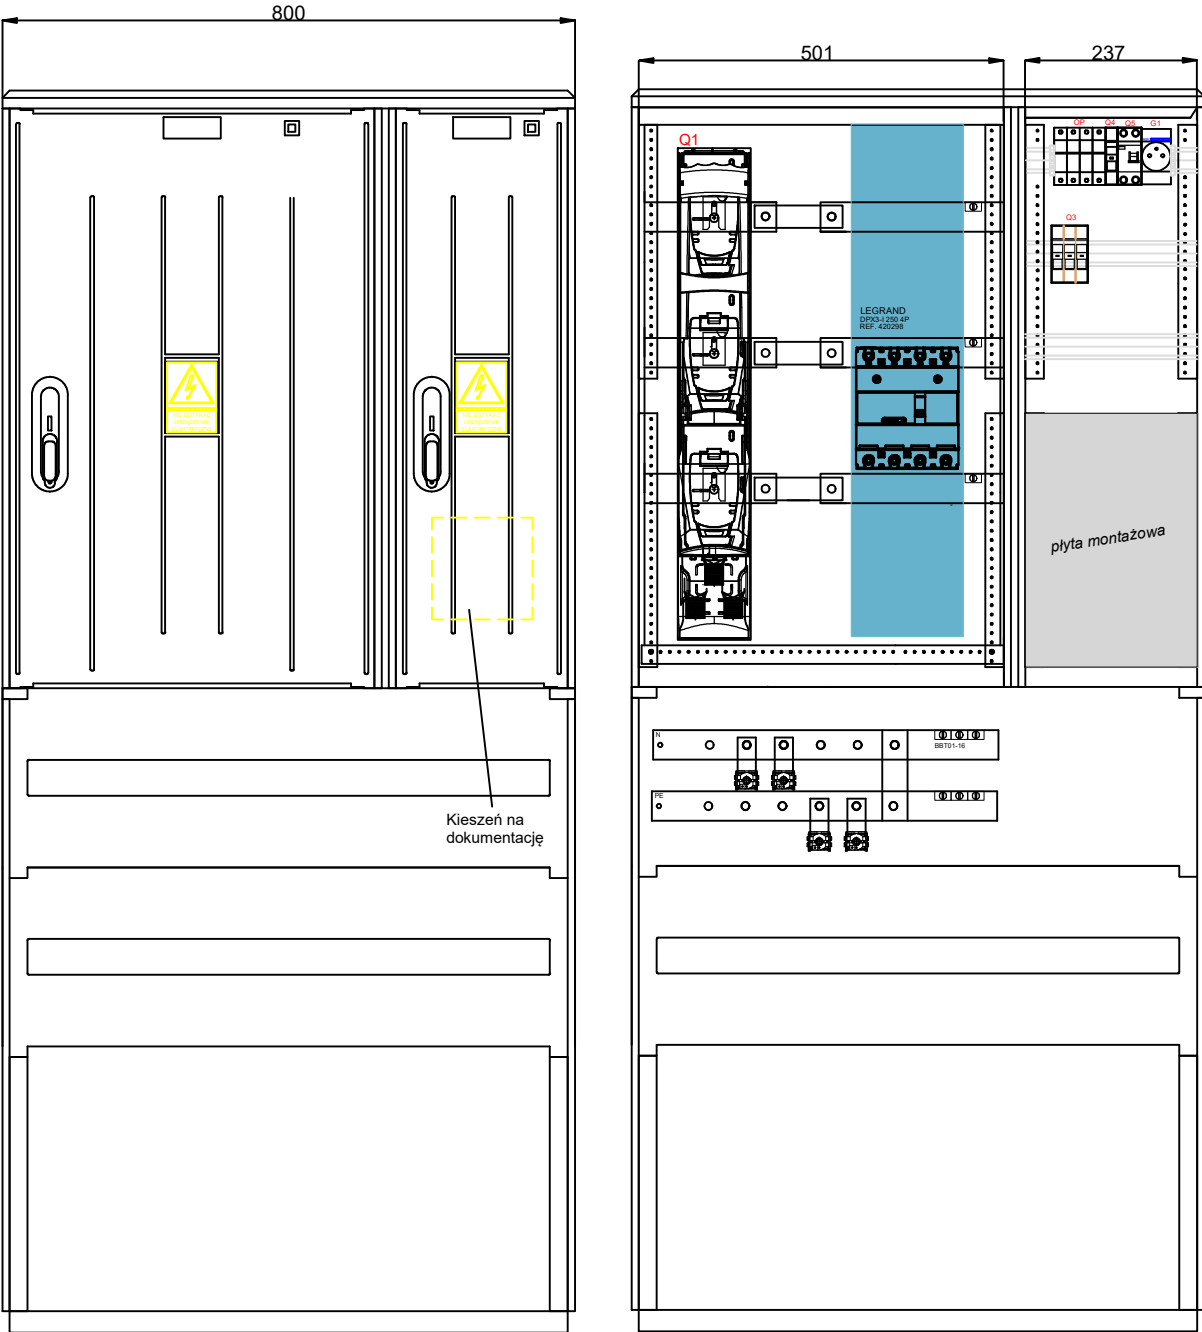 800
501
237
OP
Q4
Q5
G1
Q1
Q3
LEGRAND
DPX3-I 250 4P
REF. 420298
płyta montażowa
N
BBT01-16
PE
Kieszeń na
dokumentację